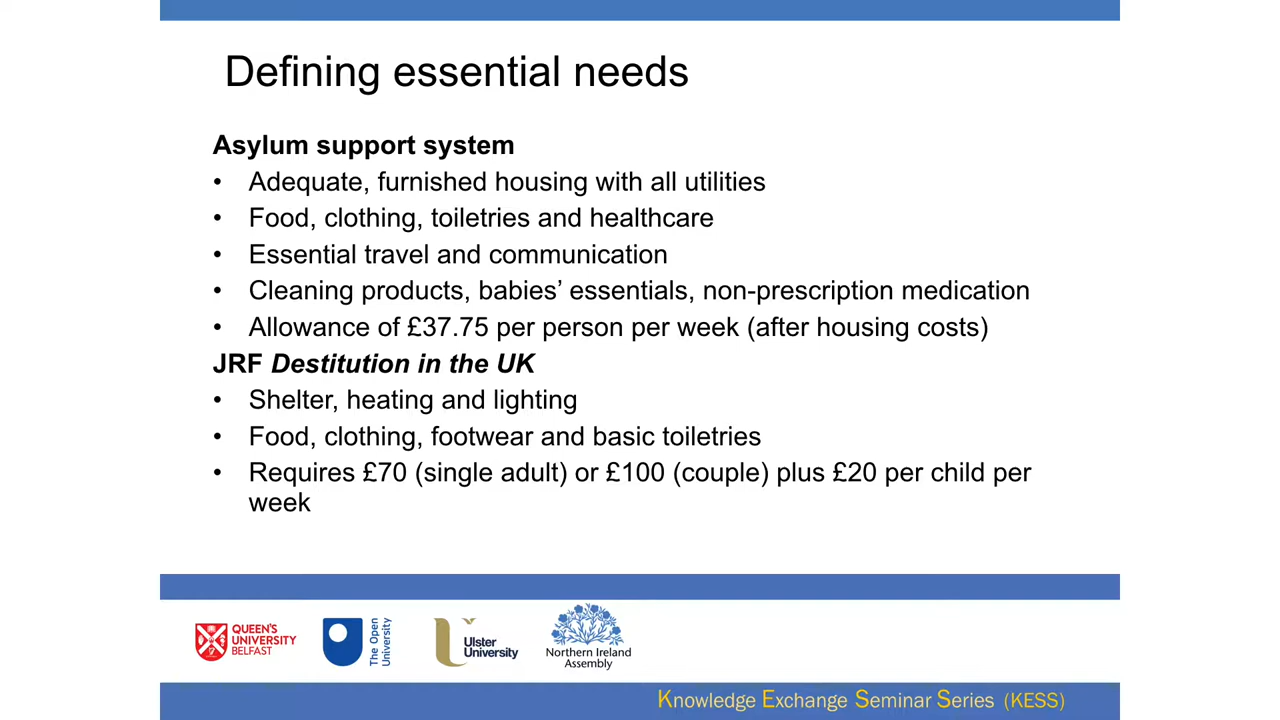 Defining essential needs
Asylum support system
• Adequate, furnished housing with all utilities
• Food, clothing, toiletries and healthcare
• Essential travel and communication
• Cleaning products, babies’ essentials, non-prescription medication
• Allowance of £37.75 per person per week (after housing costs)
JRF Destitution in the UK
• Shelter, heating and lighting
• Food, clothing, footwear and basic toiletries
• Requires £70 (single adult) or £100 (couple) plus £20 per child per
week
QUEEN'S
UNIVERSITY
BELFAST
The Open
University
Ulster
University
Northern Ireland
Assembly
Knowledge Exchange Seminar Series (KESS)